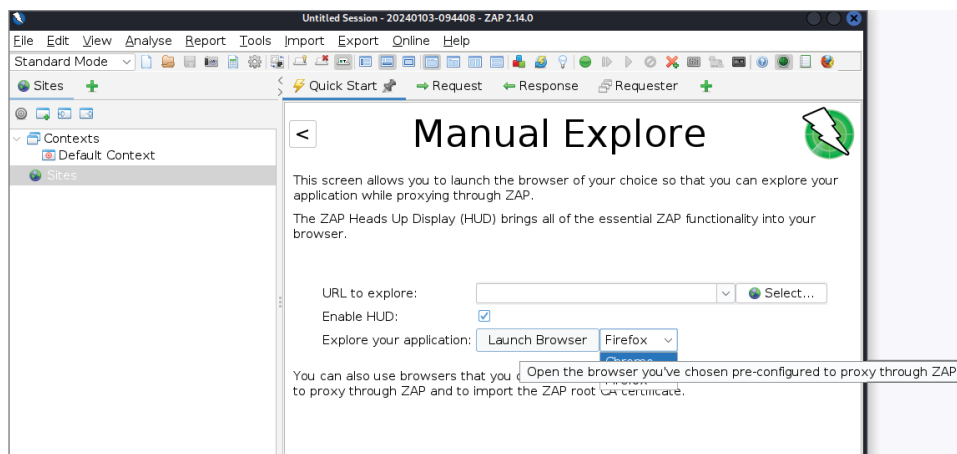 Untitled Session - 20240103-094408 - ZAP 2.14.0
File Edit View Analyse Report Tools Import Export Online Help
Standard Mode
Sites
Quick Start
Request
Response
Requester
Contexts
Default Context
Sites
<
Manual Explore
This screen allows you to launch the browser of your choice so that you can explore your
application while proxying through ZAP.
The ZAP Heads Up Display (HUD) brings all of the essential ZAP functionality into your
browser.
URL to explore:
Select...
Enable HUD:
Explore your application: Launch Browser Firefox
Chrome
Open the browser you've chosen pre-configured to proxy through ZAP
Firefox
You can also use browsers that you
to proxy through ZAP and to import the ZAP root CA certificate.